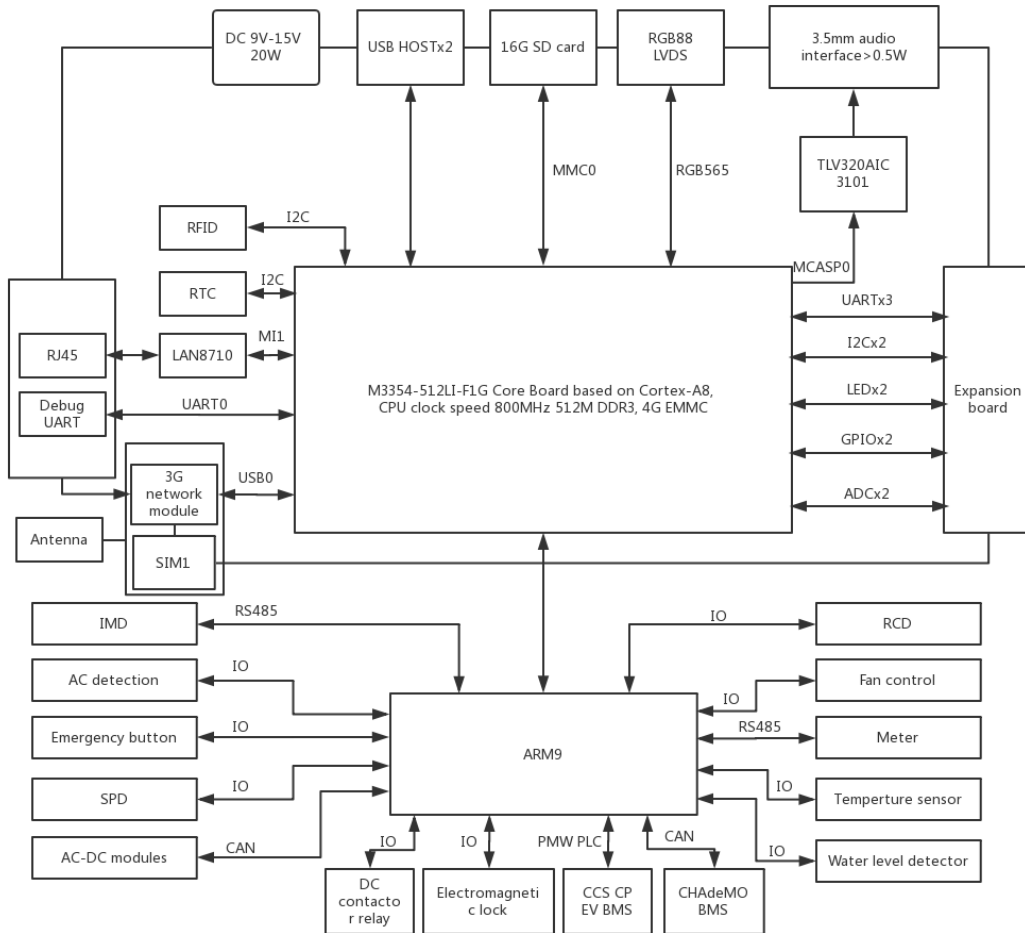 DC 9V-15V
20W
USB HOSTx2
16G SD card
RGB88
LVDS
3.5mm audio
interface>0.5W
MMC0
RGB565
TLV320AIC
3101
RFID
I2C
MCASP0
RTC
I2C
UARTx3
RJ45
LAN8710
MI1
I2Cx2
M3354-512LI-F1G Core Board based on Cortex-A8,
CPU clock speed 800MHz 512M DDR3, 4G EMMC
Expansion
board
LEDx2
Debug
UART
UART0
GPIOx2
3G
network
module
USB0
ADCx2
Antenna
SIM1
IMD
RS485
IO
RCD
AC detection
IO
IO
Fan control
Emergency button
IO
ARM9
RS485
Meter
SPD
IO
IO
Temperture sensor
AC-DC modules
CAN
IO
IO
PMW PLC
CAN
IO
Water level detector
DC
contacto
r relay
Electromagneti
c lock
CCS CP
EV BMS
CHAdeMO
BMS